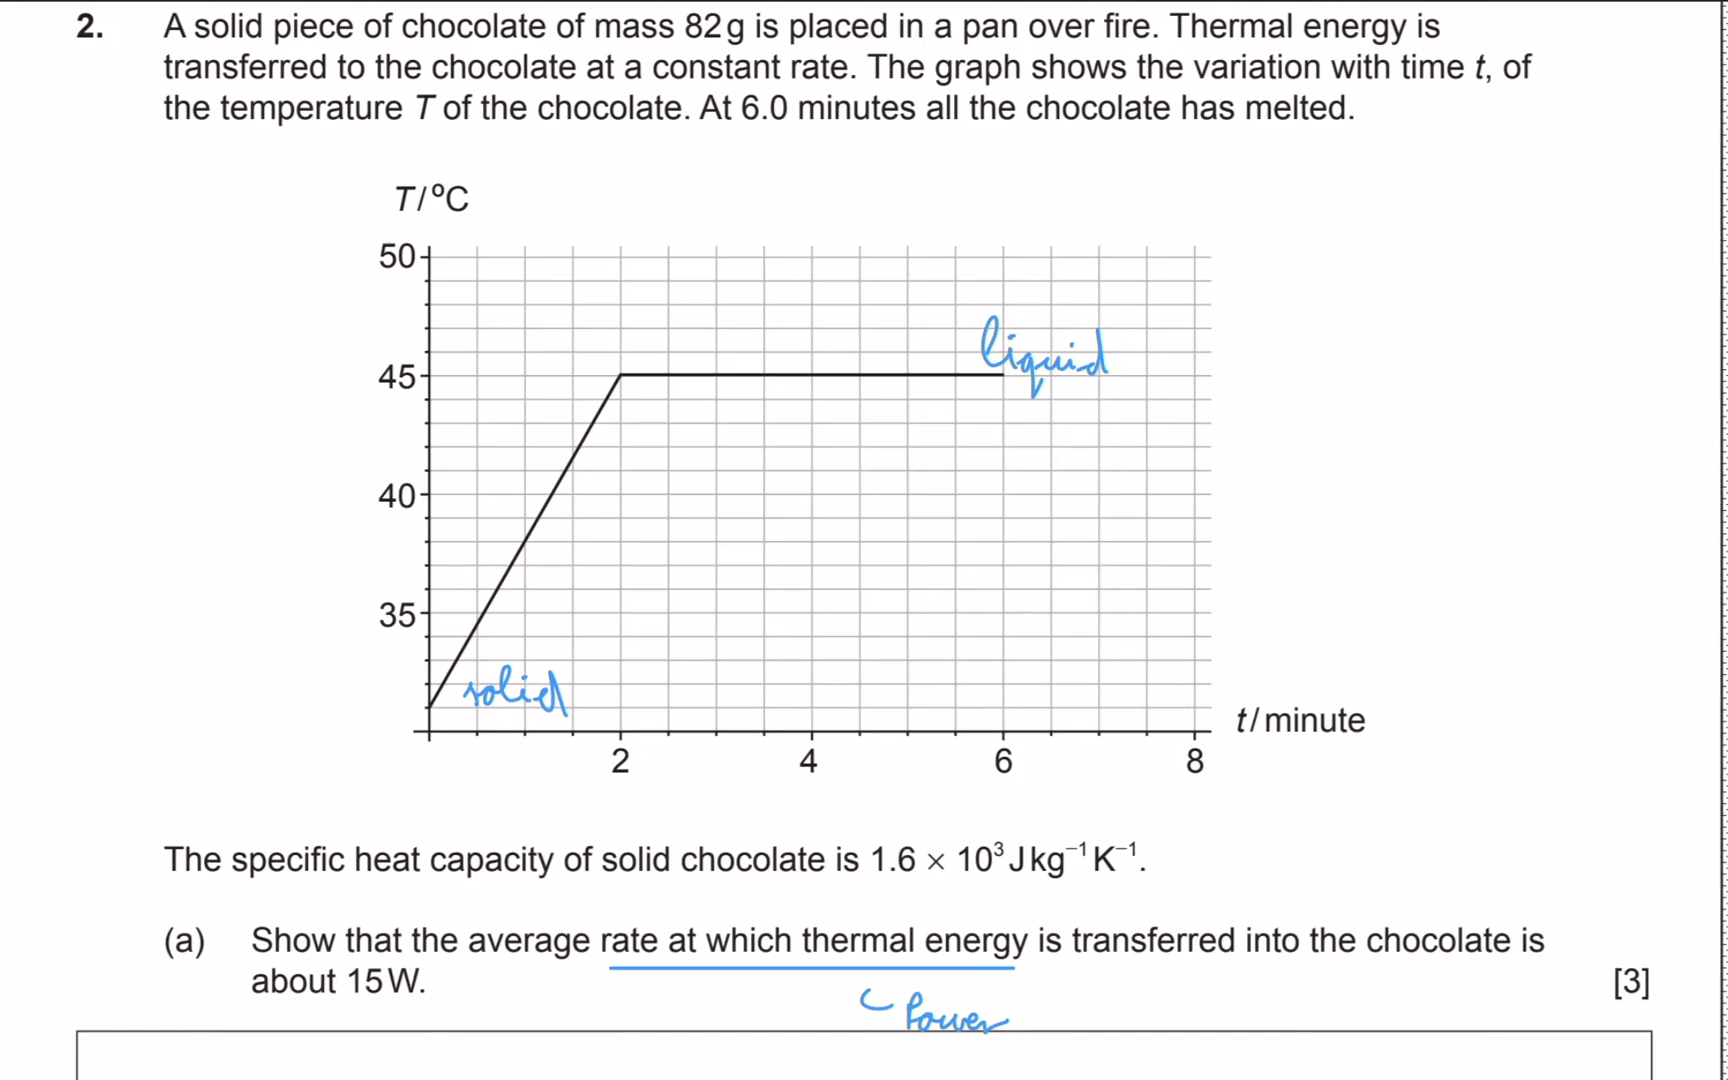 2. A solid piece of chocolate of mass 82 g is placed in a pan over fire. Thermal energy is
transferred to the chocolate at a constant rate. The graph shows the variation with time t, of
the temperature T of the chocolate. At 6.0 minutes all the chocolate has melted.
T/°C
50
liquid
45
40
35
solid
t/minute
2 4 6 8
The specific heat capacity of solid chocolate is 1.6 × 10³ J kg⁻¹ K⁻¹.
(a) Show that the average rate at which thermal energy is transferred into the chocolate is
about 15 W. [3]
Power